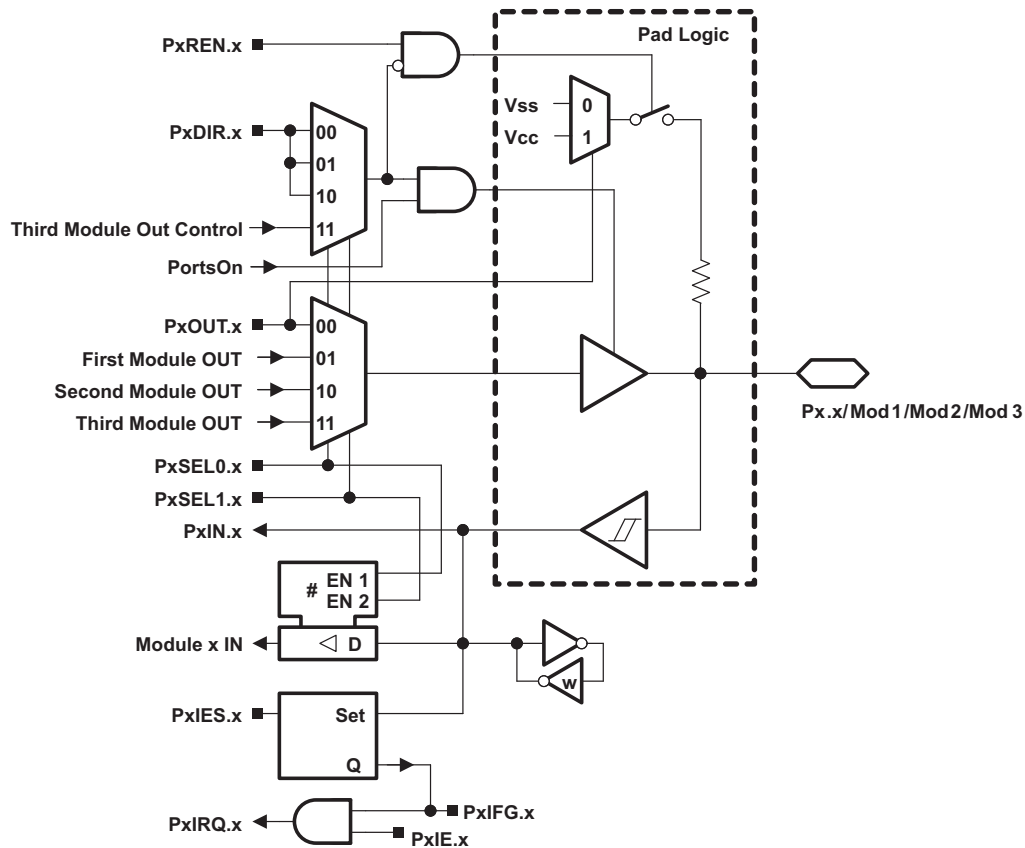 Pad Logic
PxREN.x
Vss 0
Vcc 1
PxDIR.x
00
01
10
Third Module Out Control
11
PortsOn
PxOUT.x
00
First Module OUT
01
Second Module OUT
10
Third Module OUT
11
Px.x/Mod1/Mod2/Mod3
PxSEL0.x
PxSEL1.x
PxIN.x
# EN 1
EN 2
Module x IN
D
w
PxIES.x
Set
Q
PxIFG.x
PxIRQ.x
PxIE.x